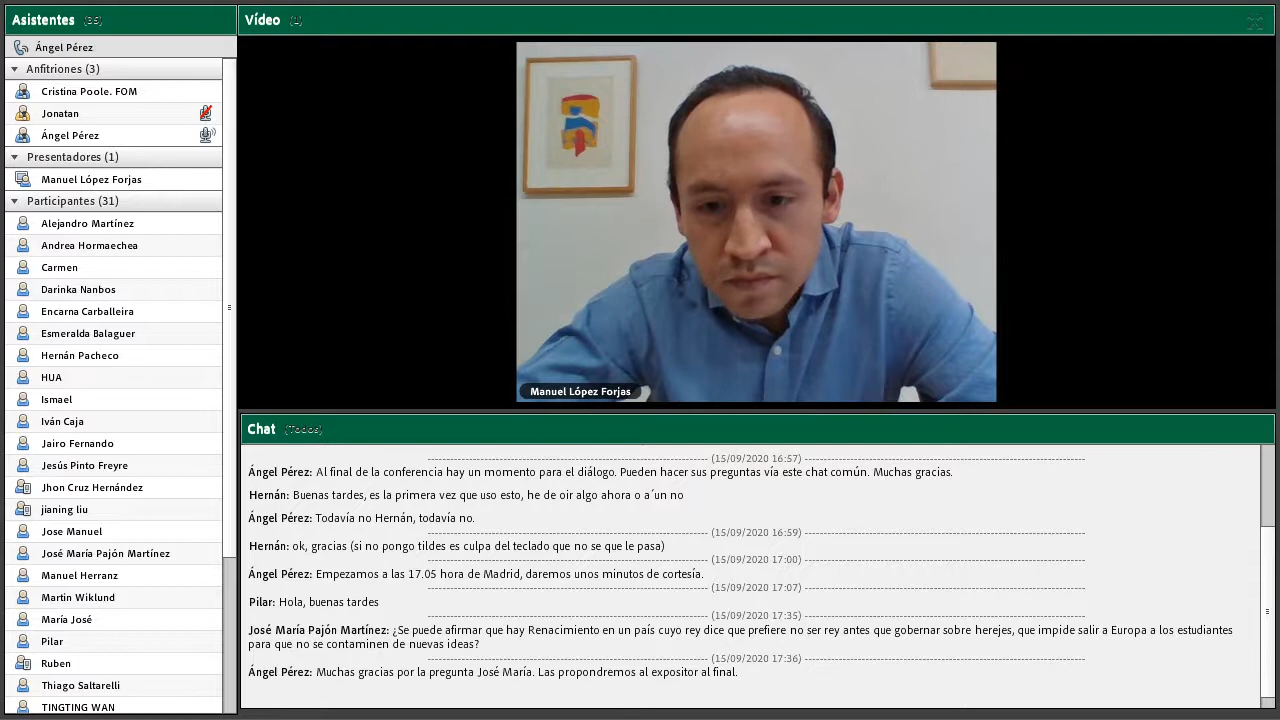 Asistentes (35)
Ángel Pérez
Anfitriones (3)
Cristina Poole. FOM
Jonatan
Ángel Pérez
Presentadores (1)
Manuel López Forjas
Participantes (31)
Alejandro Martínez
Andrea Hormaechea
Carmen
Darinka Nanbos
Encarna Carballeira
Esmeralda Balaguer
Hernán Pacheco
HUA
Ismael
Iván Caja
Jairo Fernando
Jesús Pinto Freyre
Jhon Cruz Hernández
jianing liu
Jose Manuel
José María Pajón Martínez
Manuel Herranz
Martin Wiklund
María José
Pilar
Ruben
Thiago Saltarelli
TINGTING WAN
Vídeo (1)
Manuel López Forjas
Chat (Todos)
(15/09/2020 16:57)
Ángel Pérez: Al final de la conferencia hay un momento para el diálogo. Pueden hacer sus preguntas vía este chat común. Muchas gracias.
Hernán: Buenas tardes, es la primera vez que uso esto, he de oir algo ahora o a´un no
Ángel Pérez: Todavía no Hernán, todavía no.
(15/09/2020 16:59)
Hernán: ok, gracias (si no pongo tildes es culpa del teclado que no se que le pasa)
(15/09/2020 17:00)
Ángel Pérez: Empezamos a las 17.05 hora de Madrid, daremos unos minutos de cortesía.
(15/09/2020 17:07)
Pilar: Hola, buenas tardes
(15/09/2020 17:35)
José María Pajón Martínez: ¿Se puede afirmar que hay Renacimiento en un país cuyo rey dice que prefiere no ser rey antes que gobernar sobre herejes, que impide salir a Europa a los estudiantes
para que no se contaminen de nuevas ideas?
(15/09/2020 17:36)
Ángel Pérez: Muchas gracias por la pregunta José María. Las propondremos al expositor al final.